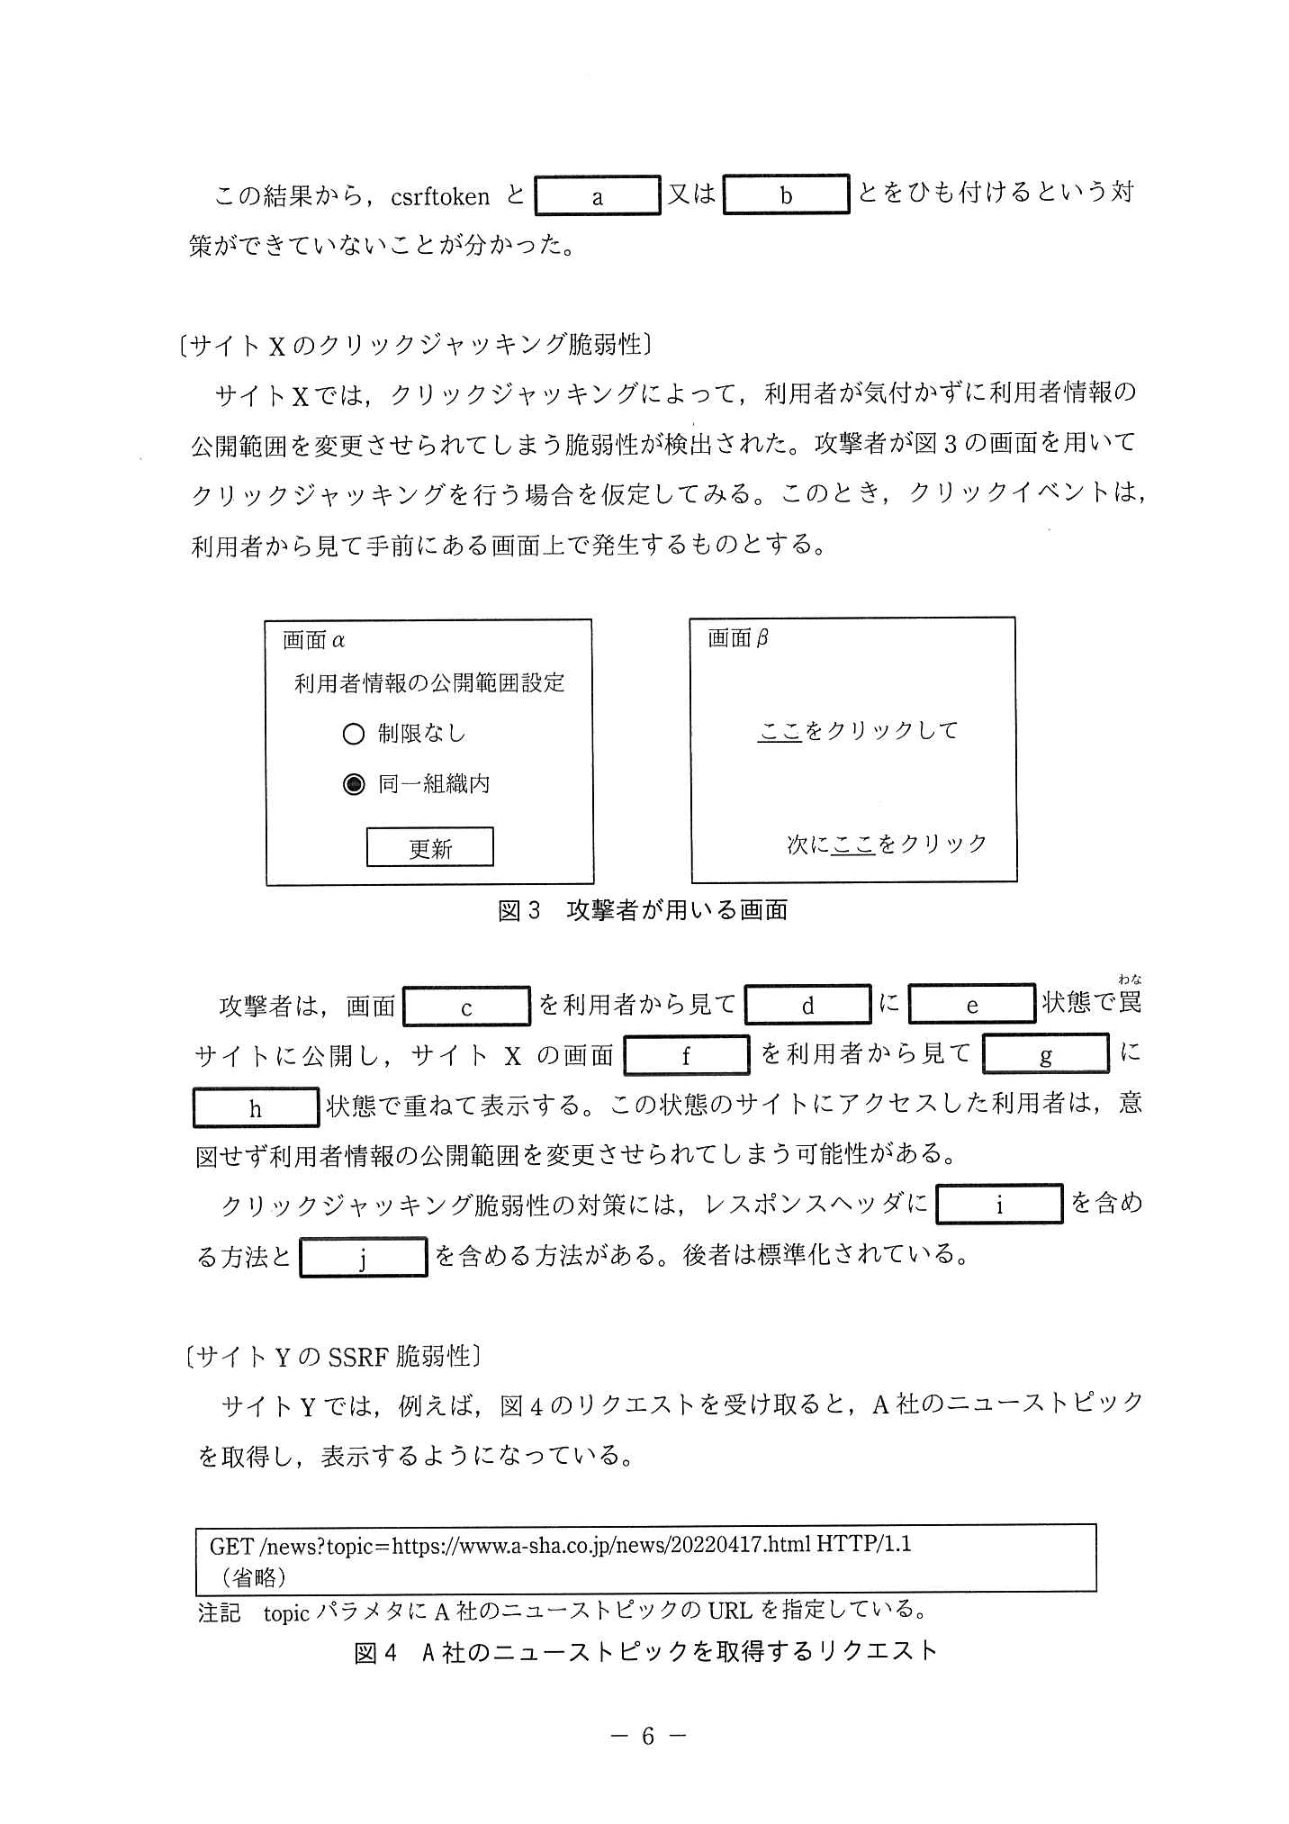 この結果から，csrftoken と a 又は b とをひも付けるという対
策ができていないことが分かった。
〔サイト X のクリックジャッキング脆弱性〕
サイト X では，クリックジャッキングによって，利用者が気付かずに利用者情報の
公開範囲を変更させられてしまう脆弱性が検出された。攻撃者が図 3 の画面を用いて
クリックジャッキングを行う場合を仮定してみる。このとき，クリックイベントは，
利用者から見て手前にある画面上で発生するものとする。
画面 α
利用者情報の公開範囲設定
○ 制限なし
◉ 同一組織内
更新
画面 β
ここをクリックして
次にここをクリック
図 3　攻撃者が用いる画面
わな
攻撃者は，画面 c を利用者から見て d に e 状態で罠
サイトに公開し，サイト X の画面 f を利用者から見て g に
h 状態で重ねて表示する。この状態のサイトにアクセスした利用者は，意
図せず利用者情報の公開範囲を変更させられてしまう可能性がある。
クリックジャッキング脆弱性の対策には，レスポンスヘッダに i を含め
る方法と j を含める方法がある。後者は標準化されている。
〔サイト Y の SSRF 脆弱性〕
サイト Y では，例えば，図 4 のリクエストを受け取ると，A 社のニューストピック
を取得し，表示するようになっている。
GET /news?topic=https://www.a-sha.co.jp/news/20220417.html HTTP/1.1
（省略）
注記　topic パラメタに A 社のニューストピックの URL を指定している。
図 4　A 社のニューストピックを取得するリクエスト
－ 6 －